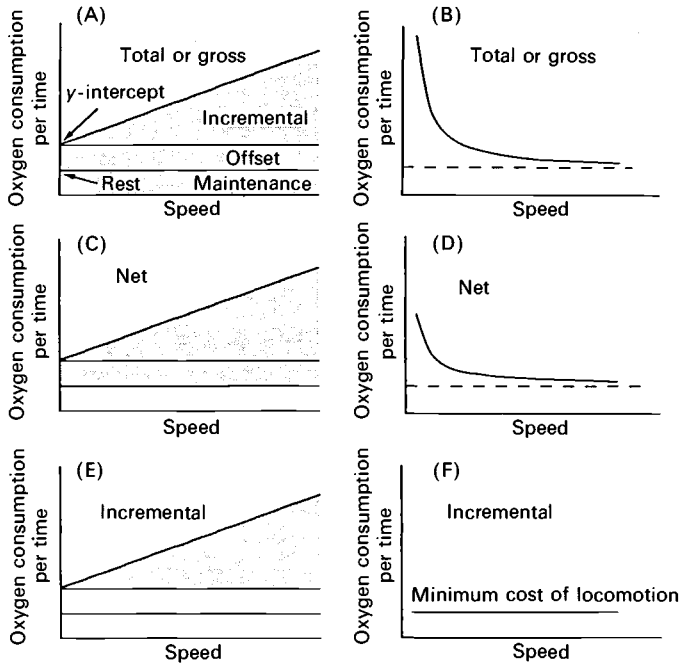 (A)
Oxygen consumption
per time
Total or gross
y-intercept
Incremental
Offset
Rest
Maintenance
Speed
(B)
Oxygen consumption
per time
Total or gross
Speed
(C)
Oxygen consumption
per time
Net
Speed
(D)
Oxygen consumption
per time
Net
Speed
(E)
Oxygen consumption
per time
Incremental
Speed
(F)
Oxygen consumption
per time
Incremental
Minimum cost of locomotion
Speed